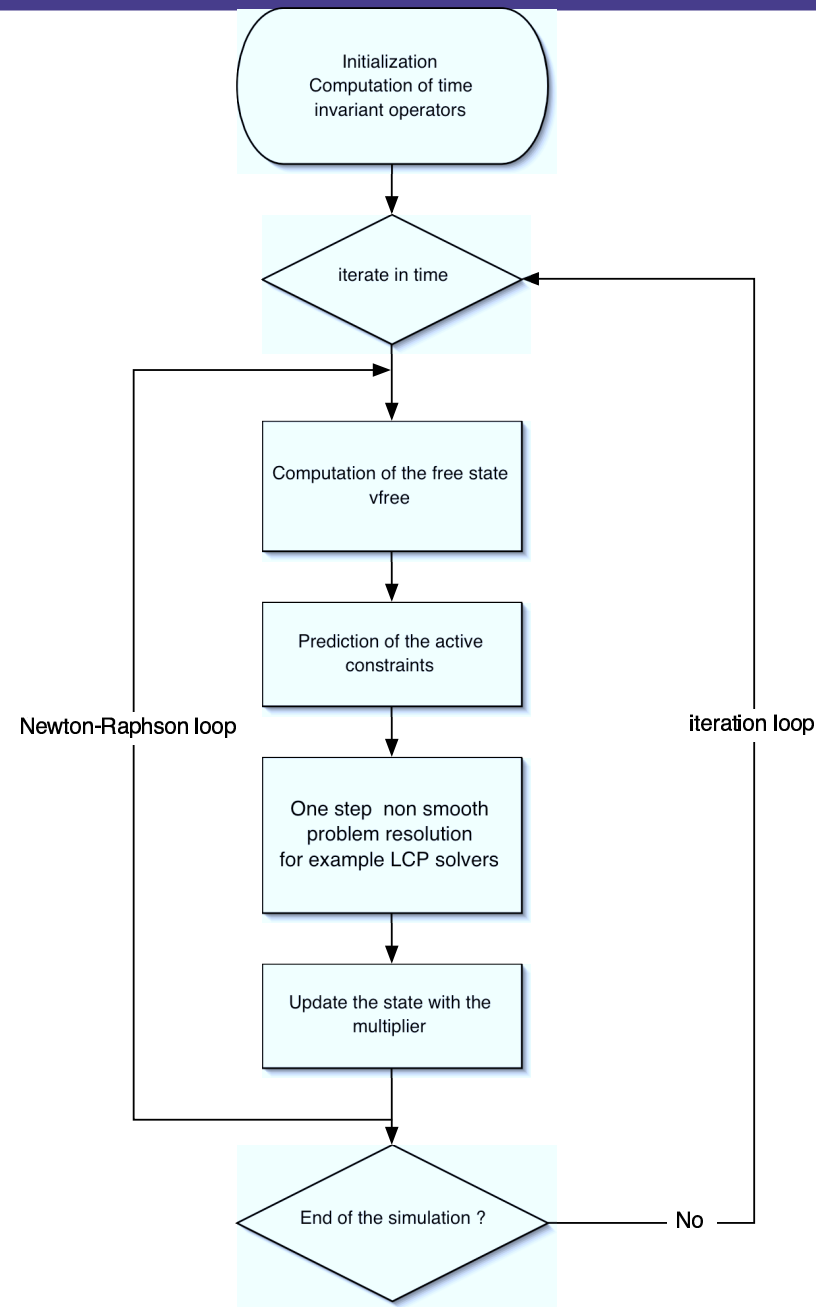 Initialization
Computation of time
invariant operators
iterate in time
Computation of the free state
vfree
Prediction of the active
constraints
Newton-Raphson loop
iteration loop
One step non smooth
problem resolution
for example LCP solvers
Update the state with the
multiplier
End of the simulation ?
No